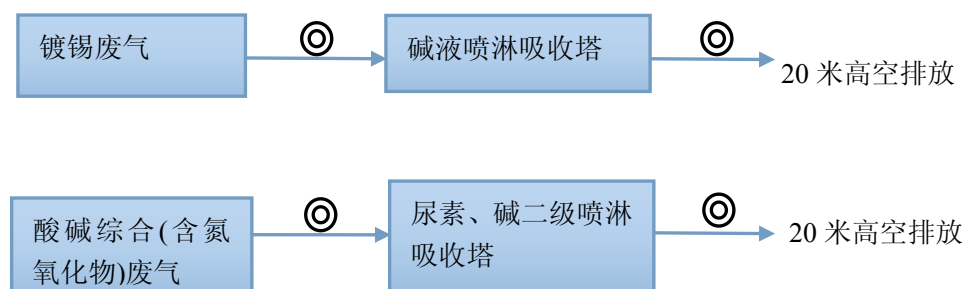 镀锡废气
碱液喷淋吸收塔
20 米高空排放
酸碱综合(含氮
氧化物)废气
尿素、碱二级喷淋
吸收塔
20 米高空排放